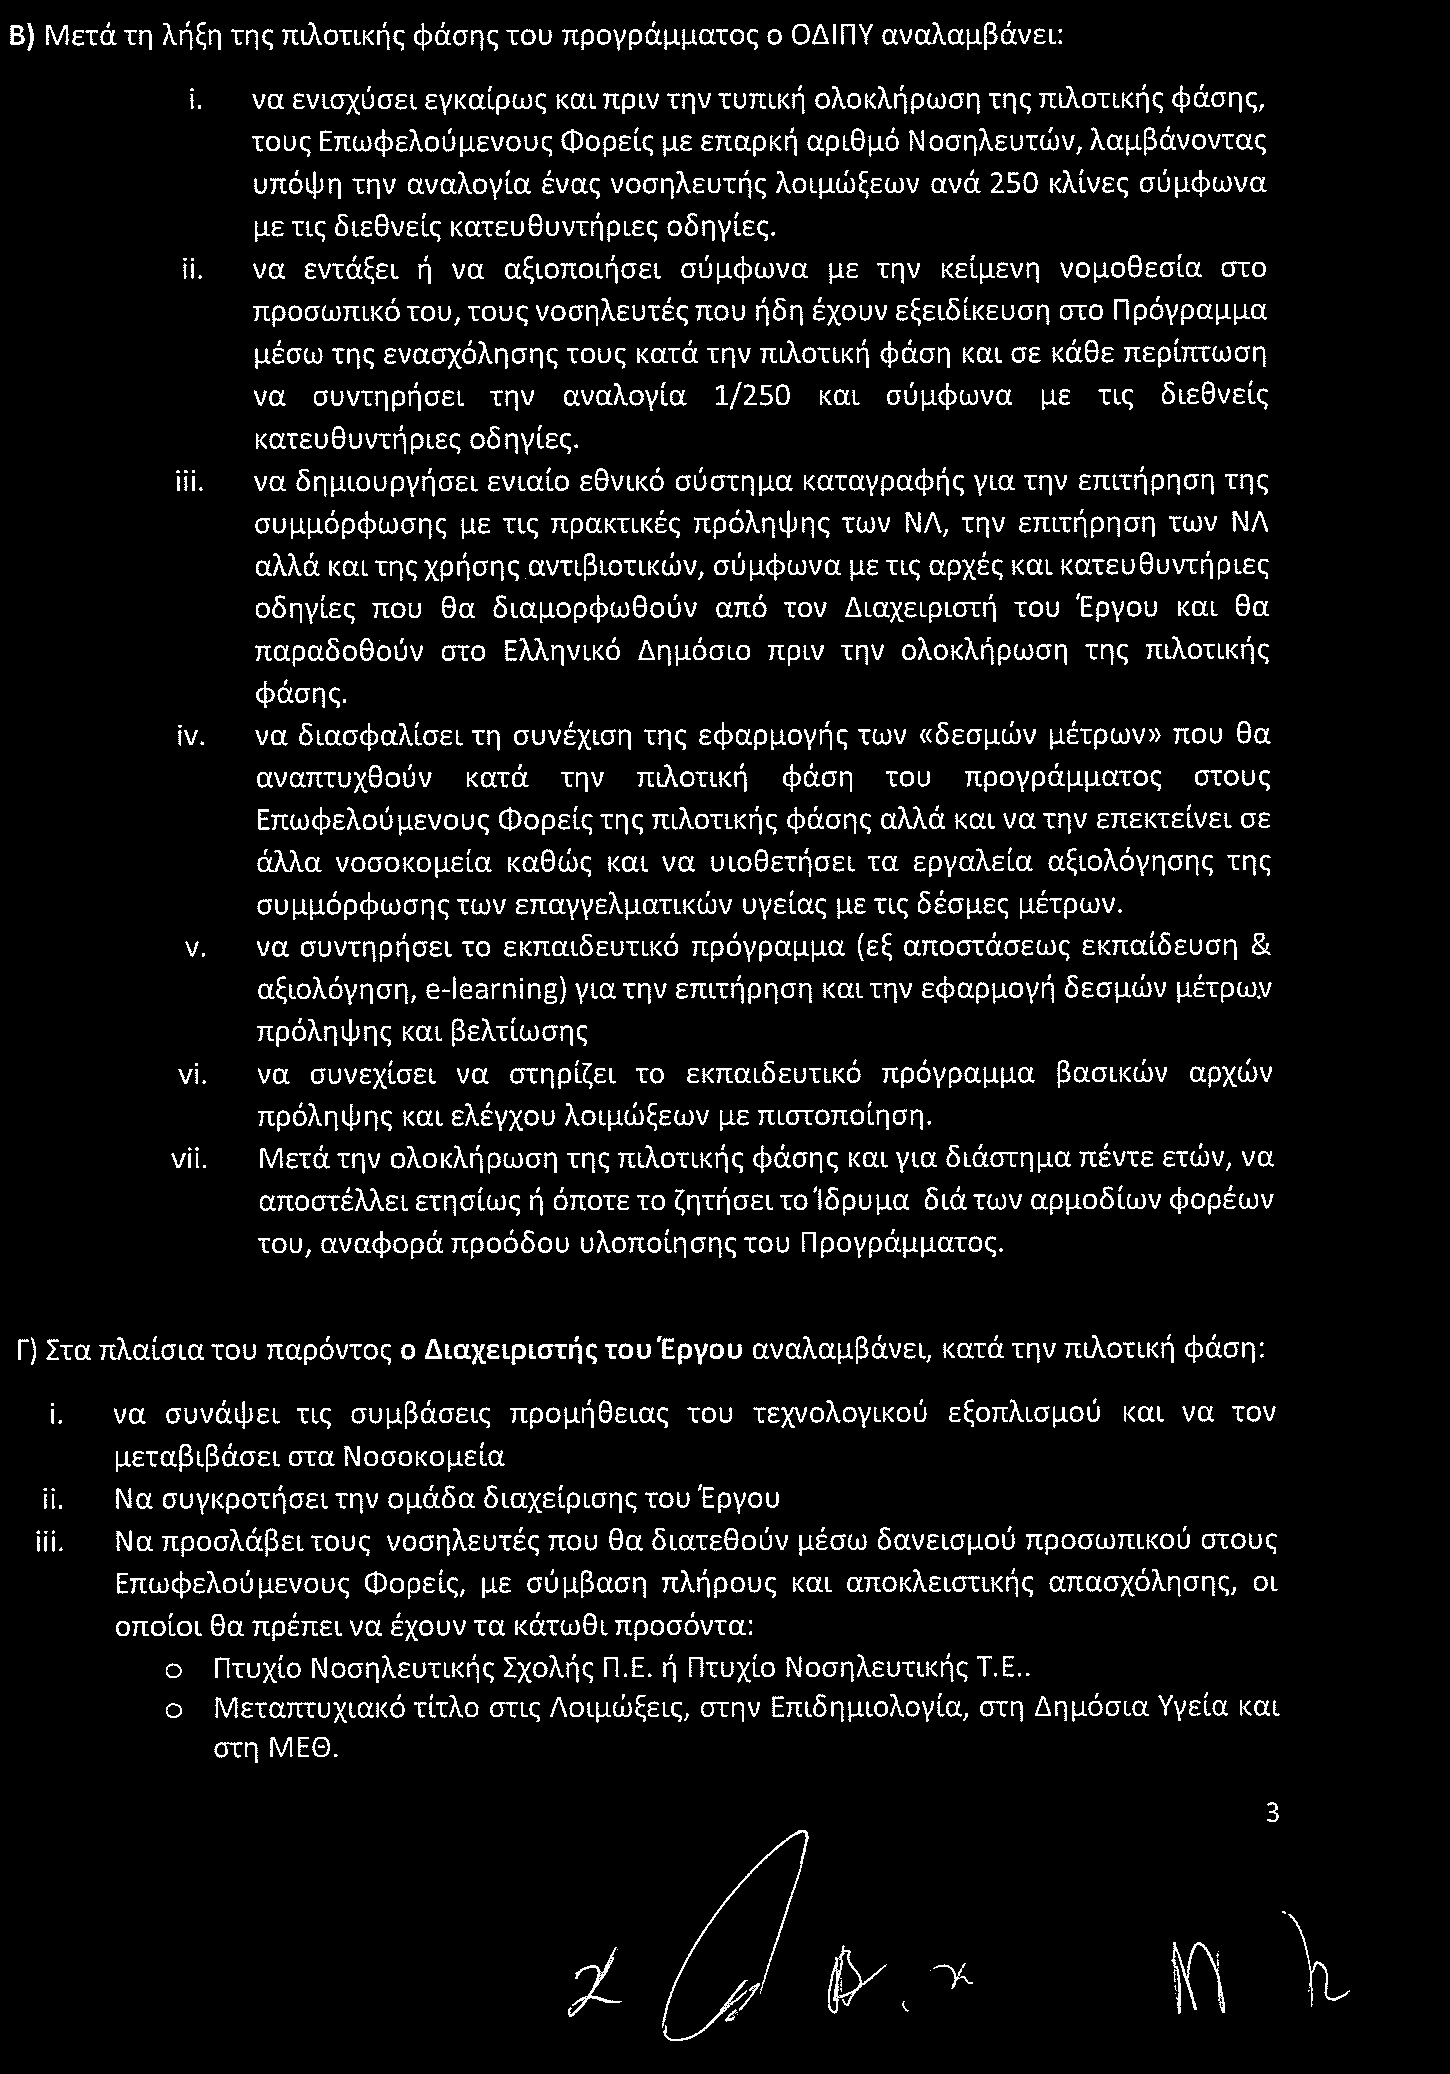 Β) Μετά τη λήξη της πιλοτικής φάσης του προγράμματος ο ΟΔΙΠΥ αναλαμβάνει:
i. να ενισχύσει εγκαίρως και πριν την τυπική ολοκλήρωση της πιλοτικής φάσης,
τους Επωφελούμενους Φορείς με επαρκή αριθμό Νοσηλευτών, λαμβάνοντας
υπόψη την αναλογία ένας νοσηλευτής λοιμώξεων ανά 250 κλίνες σύμφωνα
με τις διεθνείς κατευθυντήριες οδηγίες.
ii. να εντάξει ή να αξιοποιήσει σύμφωνα με την κείμενη νομοθεσία στο
προσωπικό του, τους νοσηλευτές που ήδη έχουν εξειδίκευση στο Πρόγραμμα
μέσω της ενασχόλησης τους κατά την πιλοτική φάση και σε κάθε περίπτωση
να συντηρήσει την αναλογία 1/250 και σύμφωνα με τις διεθνείς
κατευθυντήριες οδηγίες.
iii. να δημιουργήσει ενιαίο εθνικό σύστημα καταγραφής για την επιτήρηση της
συμμόρφωσης με τις πρακτικές πρόληψης των ΝΛ, την επιτήρηση των ΝΛ
αλλά και της χρήσης αντιβιοτικών, σύμφωνα με τις αρχές και κατευθυντήριες
οδηγίες που θα διαμορφωθούν από τον Διαχειριστή του Έργου και θα
παραδοθούν στο Ελληνικό Δημόσιο πριν την ολοκλήρωση της πιλοτικής
φάσης.
iv. να διασφαλίσει τη συνέχιση της εφαρμογής των «δεσμών μέτρων» που θα
αναπτυχθούν κατά την πιλοτική φάση του προγράμματος στους
Επωφελούμενους Φορείς της πιλοτικής φάσης αλλά και να την επεκτείνει σε
άλλα νοσοκομεία καθώς και να υιοθετήσει τα εργαλεία αξιολόγησης της
συμμόρφωσης των επαγγελματικών υγείας με τις δέσμες μέτρων.
v. να συντηρήσει το εκπαιδευτικό πρόγραμμα (εξ αποστάσεως εκπαίδευση &
αξιολόγηση, e-learning) για την επιτήρηση και την εφαρμογή δεσμών μέτρων
πρόληψης και βελτίωσης
vi. να συνεχίσει να στηρίζει το εκπαιδευτικό πρόγραμμα βασικών αρχών
πρόληψης και ελέγχου λοιμώξεων με πιστοποίηση.
vii. Μετά την ολοκλήρωση της πιλοτικής φάσης και για διάστημα πέντε ετών, να
αποστέλλει ετησίως ή όποτε το ζητήσει το Ίδρυμα διά των αρμοδίων φορέων
του, αναφορά προόδου υλοποίησης του Προγράμματος.
Γ) Στα πλαίσια του παρόντος ο Διαχειριστής του Έργου αναλαμβάνει, κατά την πιλοτική φάση:
i. να συνάψει τις συμβάσεις προμήθειας του τεχνολογικού εξοπλισμού και να τον
μεταβιβάσει στα Νοσοκομεία
ii. Να συγκροτήσει την ομάδα διαχείρισης του Έργου
iii. Να προσλάβει τους νοσηλευτές που θα διατεθούν μέσω δανεισμού προσωπικού στους
Επωφελούμενους Φορείς, με σύμβαση πλήρους και αποκλειστικής απασχόλησης, οι
οποίοι θα πρέπει να έχουν τα κάτωθι προσόντα:
o Πτυχίο Νοσηλευτικής Σχολής Π.Ε. ή Πτυχίο Νοσηλευτικής Τ.Ε..
o Μεταπτυχιακό τίτλο στις Λοιμώξεις, στην Επιδημιολογία, στη Δημόσια Υγεία και
στη ΜΕΘ.
3